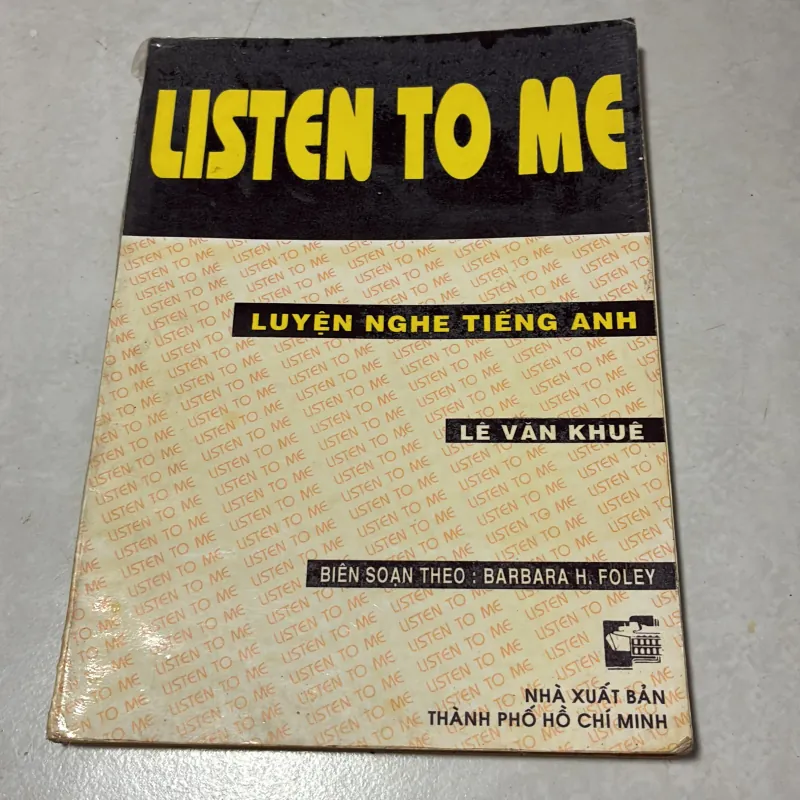 LISTEN TO ME
LUYỆN NGHE TIẾNG ANH
LÊ VĂN KHUÊ
BIÊN SOẠN THEO : BARBARA H. FOLEY
NHÀ XUẤT BẢN
THÀNH PHỐ HỒ CHÍ MINH